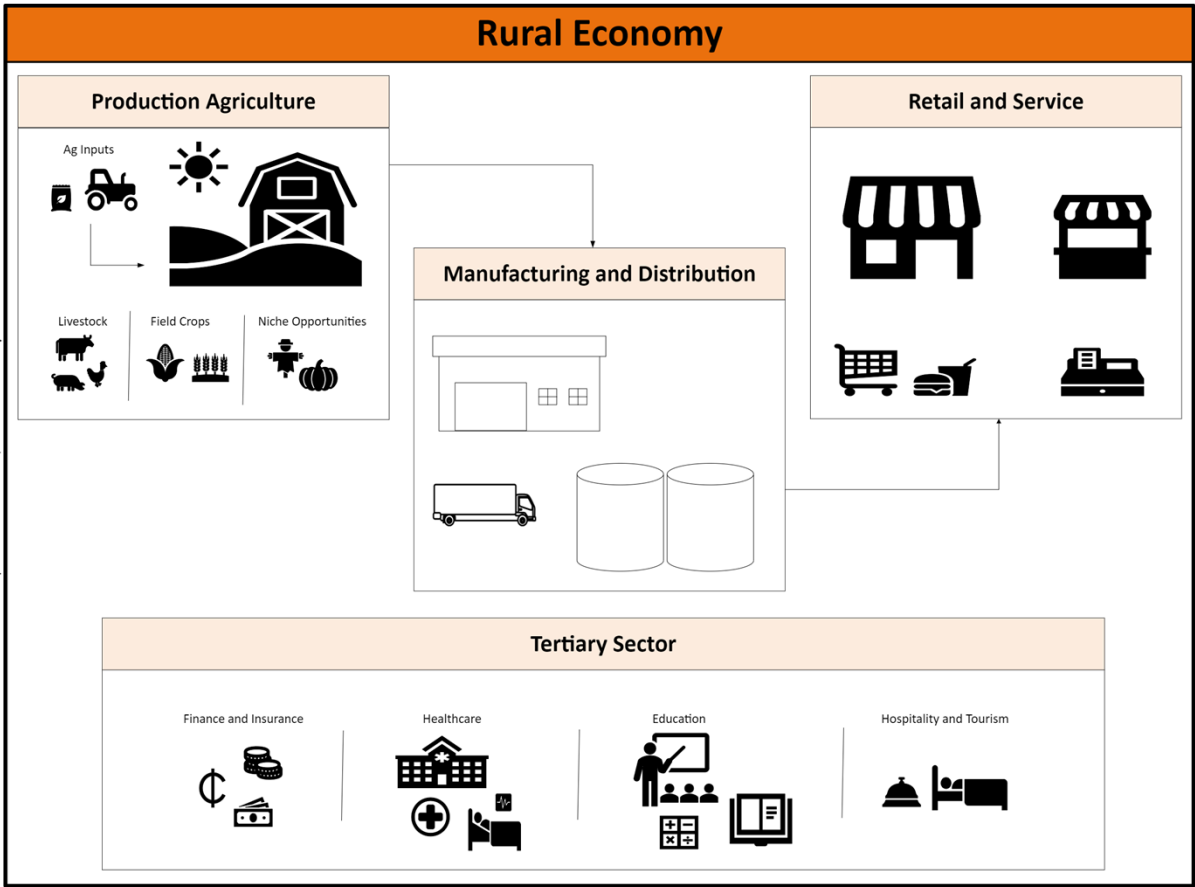 Rural Economy
Production Agriculture
Ag Inputs
Livestock
Field Crops
Niche Opportunities
Manufacturing and Distribution
Retail and Service
Tertiary Sector
Finance and Insurance
Healthcare
Education
Hospitality and Tourism